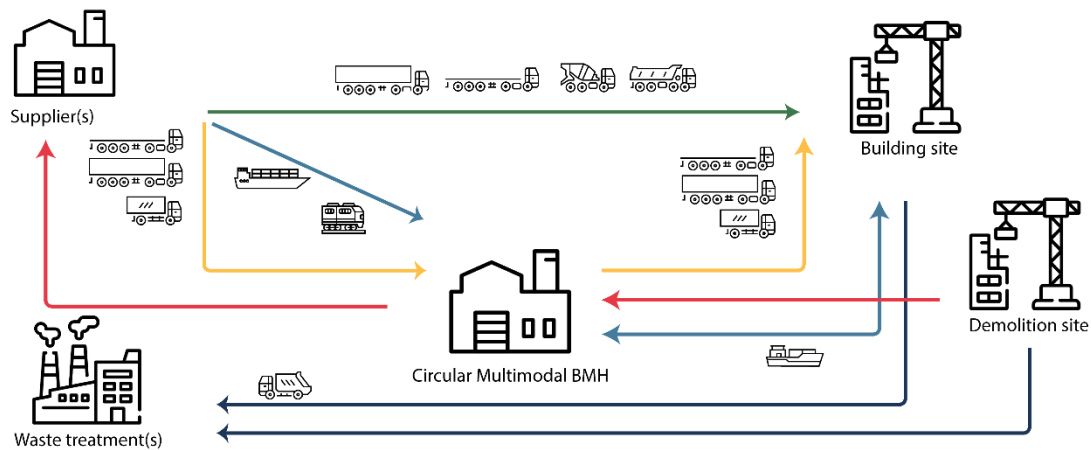 Supplier(s)
Building site
Demolition site
Circular Multimodal BMH
Waste treatment(s)